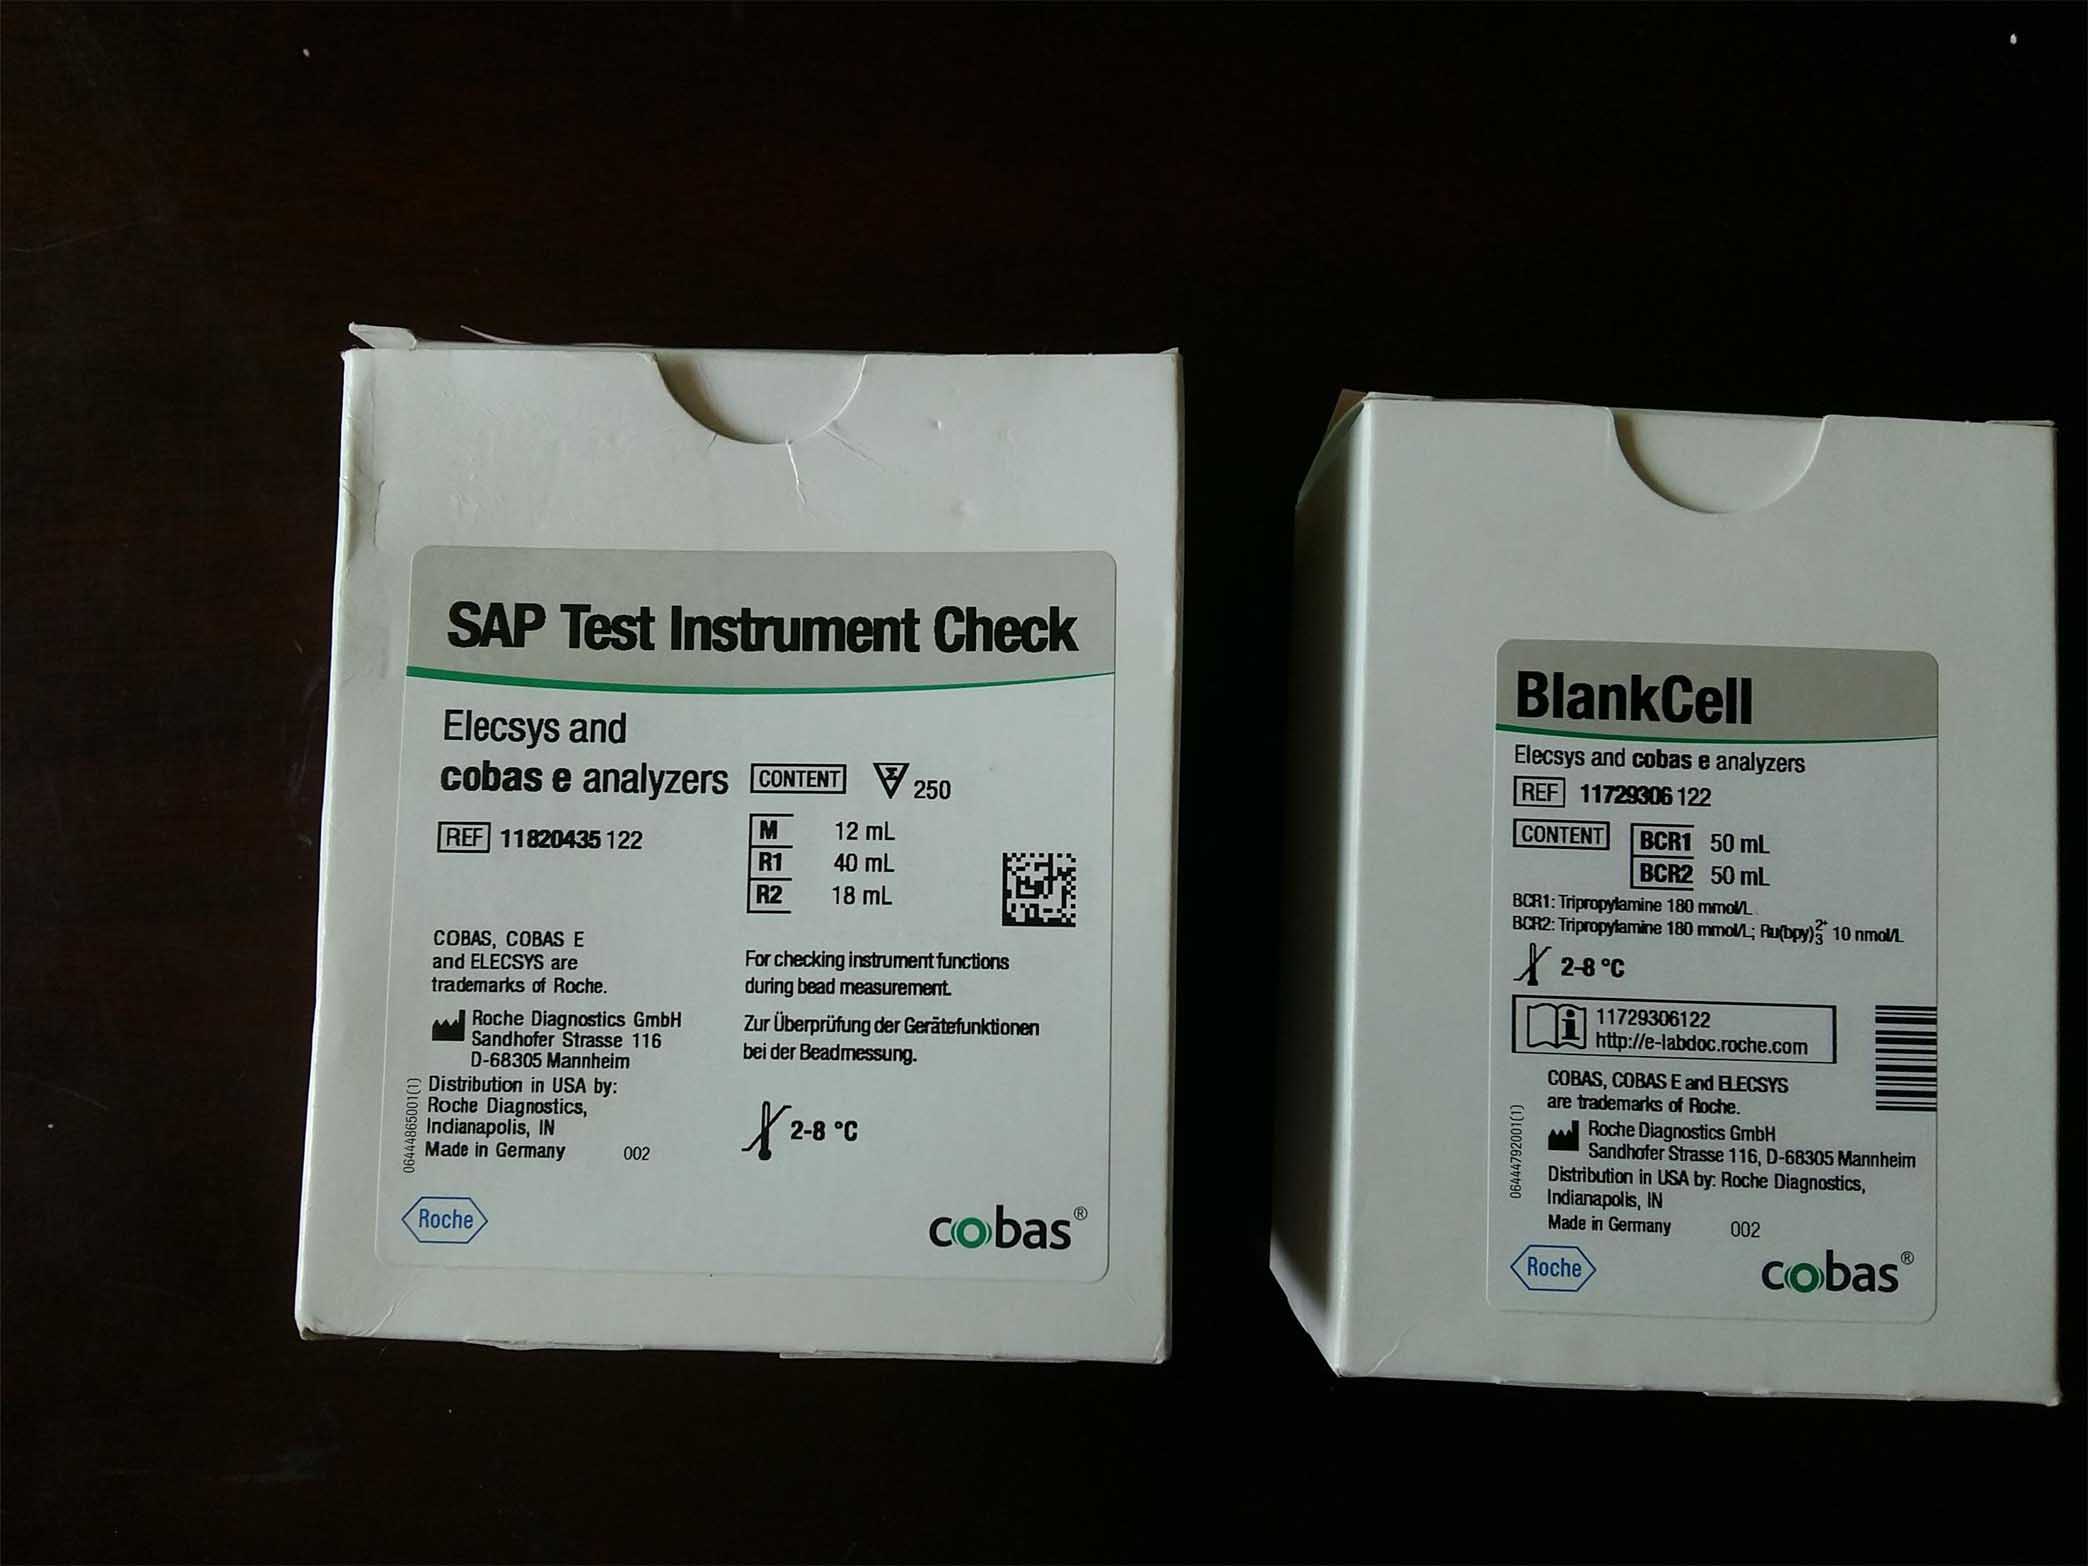 SAP Test Instrument Check
Elecsys and
cobas e analyzers
CONTENT
250
REF 11820435 122
M 12 mL
R1 40 mL
R2 18 mL
COBAS, COBAS E
and ELECSYS are
trademarks of Roche.
For checking instrument functions
during bead measurement.
Zur Überprüfung der Gerätefunktionen
bei der Beadmessung.
Roche Diagnostics GmbH
Sandhofer Strasse 116
D-68305 Mannheim
Distribution in USA by:
Roche Diagnostics,
Indianapolis, IN
Made in Germany 002
06444865001(1)
2-8 °C
Roche
cobas®
BlankCell
Elecsys and cobas e analyzers
REF 11729306 122
CONTENT BCR1 50 mL
BCR2 50 mL
BCR1: Tripropylamine 180 mmol/L
BCR2: Tripropylamine 180 mmol/L; Ru(bpy)₃²⁺ 10 nmol/L
2-8 °C
i 11729306122
http://e-labdoc.roche.com
COBAS, COBAS E and ELECSYS
are trademarks of Roche.
Roche Diagnostics GmbH
Sandhofer Strasse 116, D-68305 Mannheim
Distribution in USA by: Roche Diagnostics,
Indianapolis, IN
Made in Germany 002
06444792001(1)
Roche
cobas®